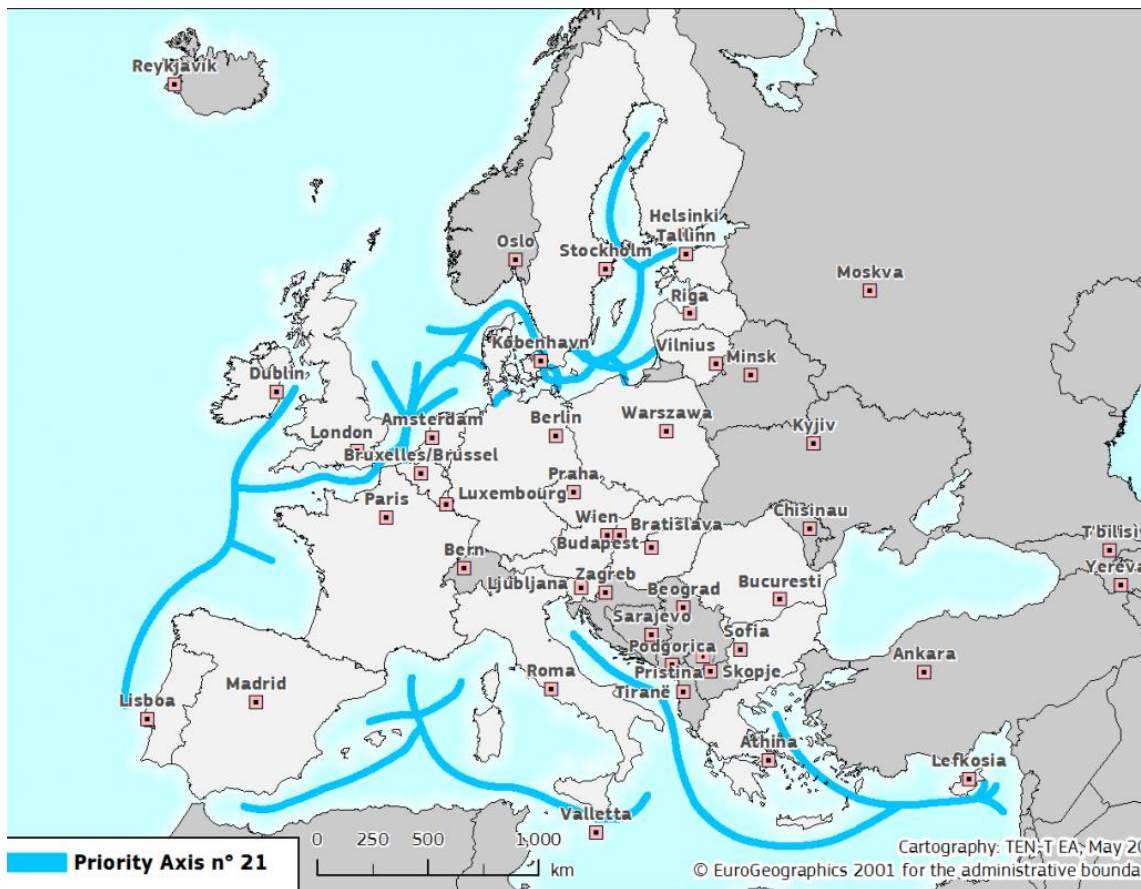 Reykjavik
Helsinki
Tallinn
Oslo
Stockholm
Moskva
Riga
København
Vilnius
Minsk
Dublin
Amsterdam
Berlin
Warszawa
London
Kyjiv
Bruxelles/Brussel
Praha
Luxembourg
Paris
Chisinau
Wien
Bratislava
Budapest
T'bilisi
Bern
Yereva
Ljubljana
Zagreb
Beograd
Bucuresti
Sarajevo
Sofia
Podgorica
Ankara
Roma
Pristina
Skopje
Madrid
Tiranë
Lisboa
Athina
Lefkosia
Valletta
0 250 500 1,000
km
Priority Axis n° 21
Cartography: TEN-T EA, May 20
© EuroGeographics 2001 for the administrative bounda